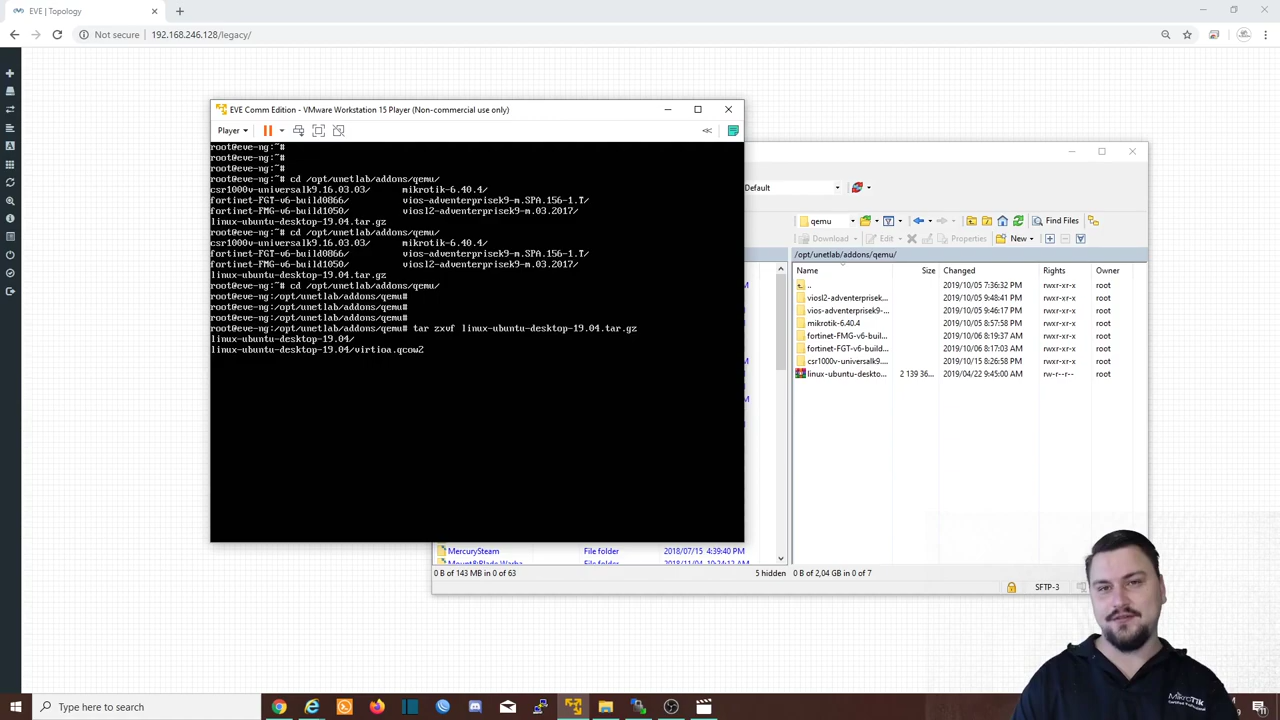 EVE | Topology
Not secure | 192.168.246.128/legacy/
EVE Comm Edition - VMware Workstation 15 Player (Non-commercial use only)
Player
root@eve-ng:~#
root@eve-ng:~#
root@eve-ng:~#
root@eve-ng:~# cd /opt/unetlab/addons/qemu/
csr1000v-universalk9.16.03.03/ mikrotik-6.40.4/
fortinet-FGT-v6-build0866/ vios-adventerprisek9-m.SPA.156-1.T/
fortinet-FMG-v6-build1050/ viosl2-adventerprisek9-m.03.2017/
linux-ubuntu-desktop-19.04.tar.gz
root@eve-ng:~# cd /opt/unetlab/addons/qemu/
csr1000v-universalk9.16.03.03/ mikrotik-6.40.4/
fortinet-FGT-v6-build0866/ vios-adventerprisek9-m.SPA.156-1.T/
fortinet-FMG-v6-build1050/ viosl2-adventerprisek9-m.03.2017/
linux-ubuntu-desktop-19.04.tar.gz
root@eve-ng:~# cd /opt/unetlab/addons/qemu/
root@eve-ng:/opt/unetlab/addons/qemu#
root@eve-ng:/opt/unetlab/addons/qemu#
root@eve-ng:/opt/unetlab/addons/qemu#
root@eve-ng:/opt/unetlab/addons/qemu# tar zxvf linux-ubuntu-desktop-19.04.tar.gz
linux-ubuntu-desktop-19.04/
linux-ubuntu-desktop-19.04/virtioa.qcow2
Default
qemu Find Files
Download Edit Properties New
/opt/unetlab/addons/qemu/
Name Size Changed Rights Owner
.. 2019/10/05 7:36:32 PM rwxr-xr-x root
viosl2-adventerprisek... 2019/10/05 9:48:41 PM rwxr-xr-x root
vios-adventerprisek9-... 2019/10/05 9:47:17 PM rwxr-xr-x root
mikrotik-6.40.4 2019/10/05 8:57:58 PM rwxr-xr-x root
fortinet-FMG-v6-build... 2019/10/06 8:18:03 AM rwxr-xr-x root
fortinet-FGT-v6-build... 2019/10/06 8:17:03 AM rwxr-xr-x root
csr1000v-universalk9.... 2019/10/15 8:26:58 PM rwxr-xr-x root
linux-ubuntu-deskto... 2 139 36... 2019/04/22 9:45:00 AM rw-r--r-- root
MercurySteam File folder 2018/07/15 4:39:40 PM
File folder
0 B of 143 MB in 0 of 63 5 hidden 0 B of 2,04 GB in 0 of 7
SFTP-3
MikroTik
Type here to search